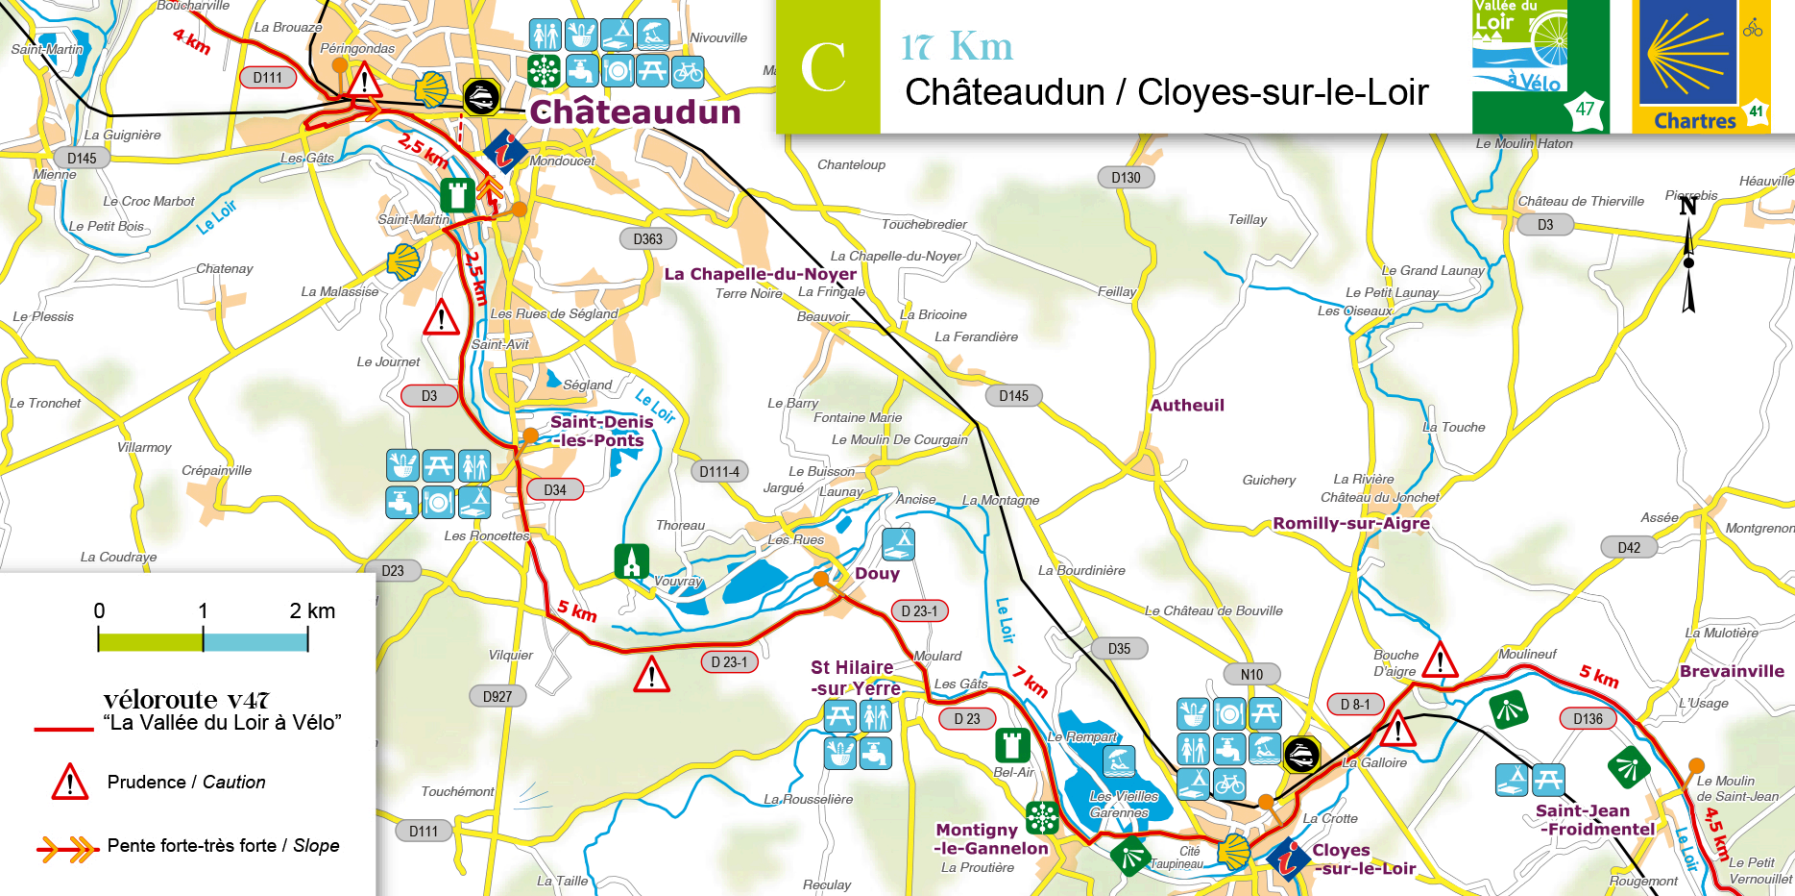 C
17 Km
Châteaudun / Cloyes-sur-le-Loir
Vallée du
Loir
à Vélo
47
Chartres
41
Boucharville
La Brouaze
4 km
Péringondas
Saint-Martin
D111
Nivouville
Châteaudun
La Guignière
D145
Mienne
Les Gâts
2,5 km
Mondoucet
Chanteloup
D130
Le Moulin Haton
Héauville
Pierrebis
N
Château de Thierville
D3
Le Croc Marbot
Le Petit Bois
Le Loir
Saint-Martin
D363
Touchebredier
Teillay
2,5 km
Chatenay
La Malassise
La Chapelle-du-Noyer
La Chapelle-du-Noyer
Terre Noire
La Fringale
Feillay
Le Grand Launay
Le Petit Launay
Les Oiseaux
Le Plessis
Les Rues de Ségland
Beauvoir
La Bricoine
La Ferandière
Saint-Avit
Le Journet
Ségland
D3
Le Tronchet
Le Loir
Le Barry
D145
Autheuil
Fontaine Marie
Saint-Denis
-les-Ponts
Le Moulin De Courgain
La Touche
Villarmoy
Crépainville
D111-4
Le Buisson
Jargué
Launay
Ancise
La Montagne
Guichery
La Rivière
Château du Jonchet
D34
Romilly-sur-Aigre
Assée
Montgrenon
Les Roncettes
Thoreau
Les Rues
D42
La Coudraye
D23
Vouvray
Douy
La Bourdinière
5 km
D 23-1
Le Loir
Le Château de Bouville
La Mulotière
Vilquier
D 23-1
Moulard
D35
Bouche
D'aigre
Moulineuf
Brevainville
St Hilaire
-sur Yerre
Les Gâts
7 km
N10
5 km
D927
D 23
D 8-1
D136
L'Usage
Le Rempart
Bel-Air
La Galloire
Le Moulin
de Saint-Jean
Touchémont
La Rousselière
Les Vieilles
Garennes
Saint-Jean
-Froidmentel
D111
Montigny
-le-Gannelon
La Crotte
4,5 km
Le Loir
La Proutière
Cité
Taupineau
Cloyes
-sur-le-Loir
Le Petit
Vernouillet
La Taille
Reculay
Rougemont
0 1 2 km
véloroute v47
“La Vallée du Loir à Vélo”
Prudence / Caution
Pente forte-très forte / Slope